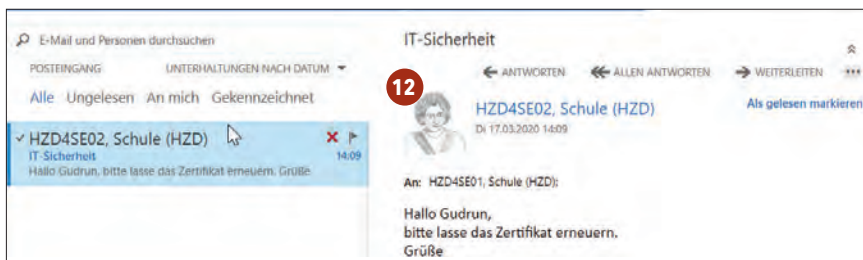 E-Mail und Personen durchsuchen
POSTEINGANG UNTERHALTUNGEN NACH DATUM
Alle Ungelesen An mich Gekennzeichnet
HZD4SE02, Schule (HZD)
IT-Sicherheit 14:09
Hallo Gudrun, bitte lasse das Zertifikat erneuern. Grüße
IT-Sicherheit
ANTWORTEN ALLEN ANTWORTEN WEITERLEITEN
12
HZD4SE02, Schule (HZD) Als gelesen markieren
Di 17.03.2020 14:09
An: HZD4SE01, Schule (HZD);
Hallo Gudrun,
bitte lasse das Zertifikat erneuern.
Grüße